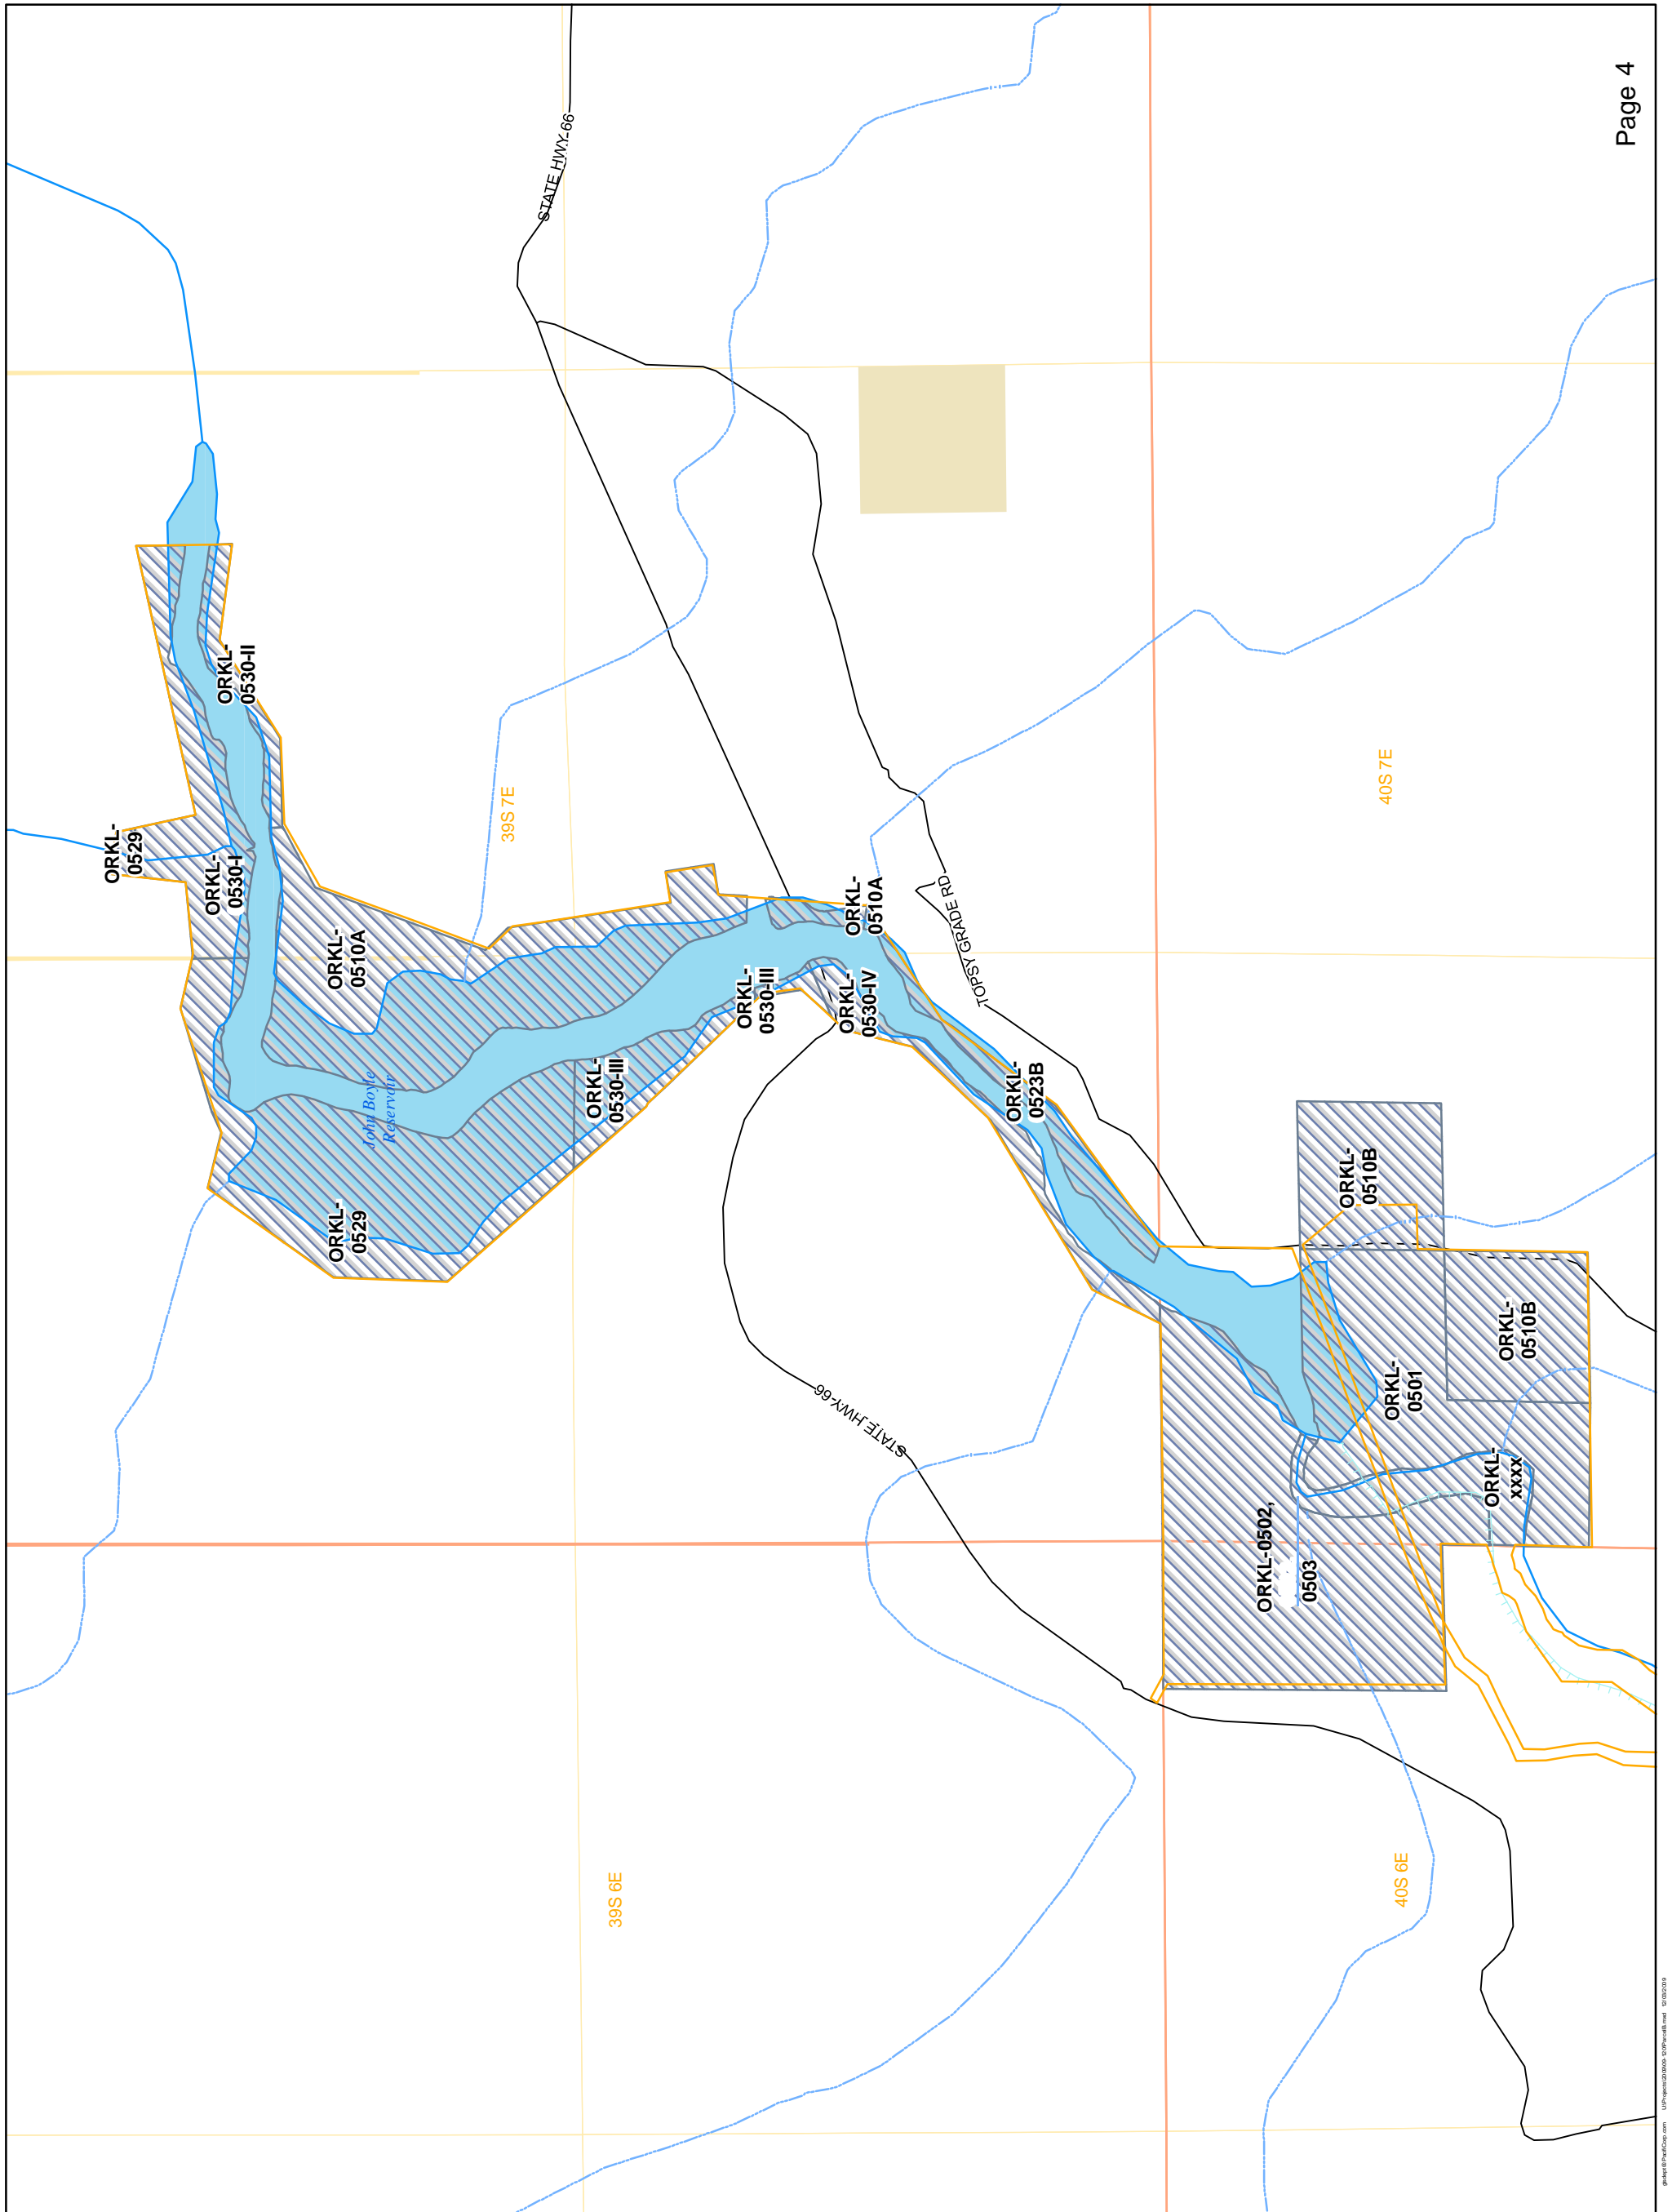 Page 4
STATE HWY-66
ORKL-
0530-II
ORKL-
0529
ORKL-
0530-I
ORKL-
0510A
39S 7E
John Boyle
Reservoir
ORKL-
0529
ORKL-
0530-III
ORKL-
0530-III
ORKL-
0510A
ORKL-
0530-IV
TOPSY GRADE RD
40S 7E
ORKL-
0523B
STATE HWY-66
ORKL-
0510B
ORKL-
0510B
ORKL-
0501
ORKL-
xxxx
ORKL-0502,
0503
39S 6E
40S 6E